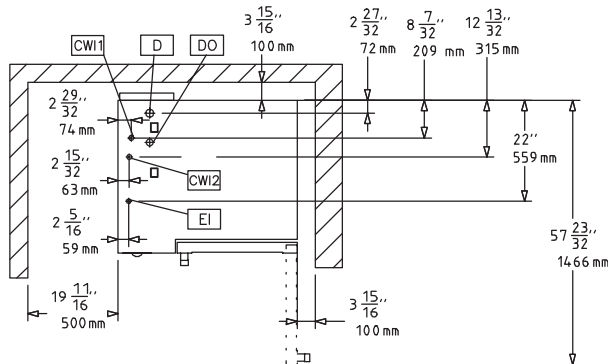 3 15/16"
100 mm
2 27/32"
72 mm
8 7/32"
209 mm
12 13/32"
315 mm
CWI1
D
DO
2 29/32"
74 mm
2 15/32"
63 mm
CWI2
22"
559 mm
2 5/16"
59 mm
EI
57 23/32"
1466 mm
19 11/16"
500 mm
3 15/16"
100 mm